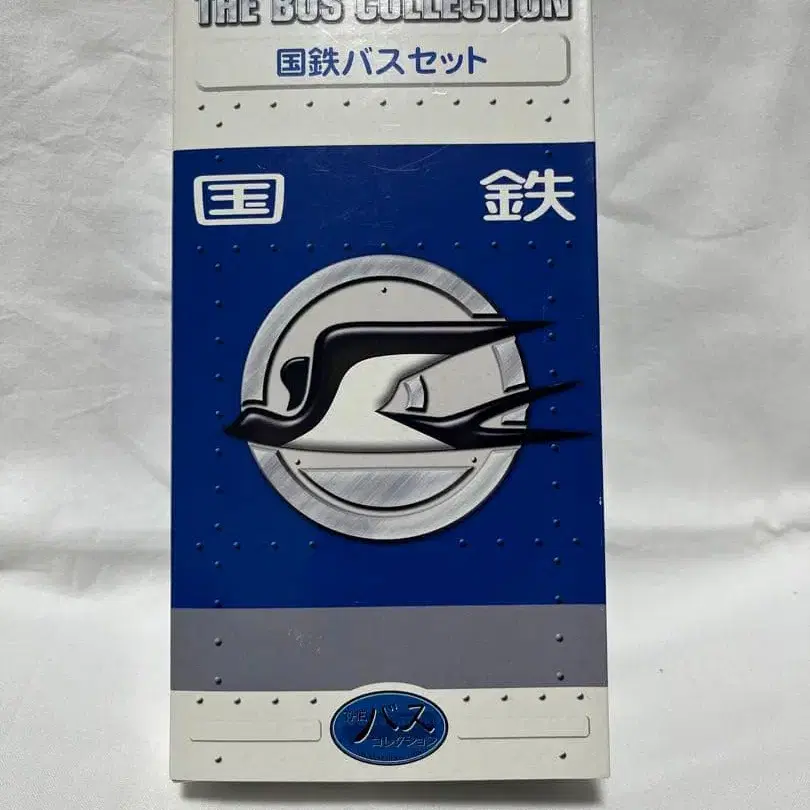 THE BUS COLLECTION
国鉄バスセット
国 鉄
THE バス
コレクション